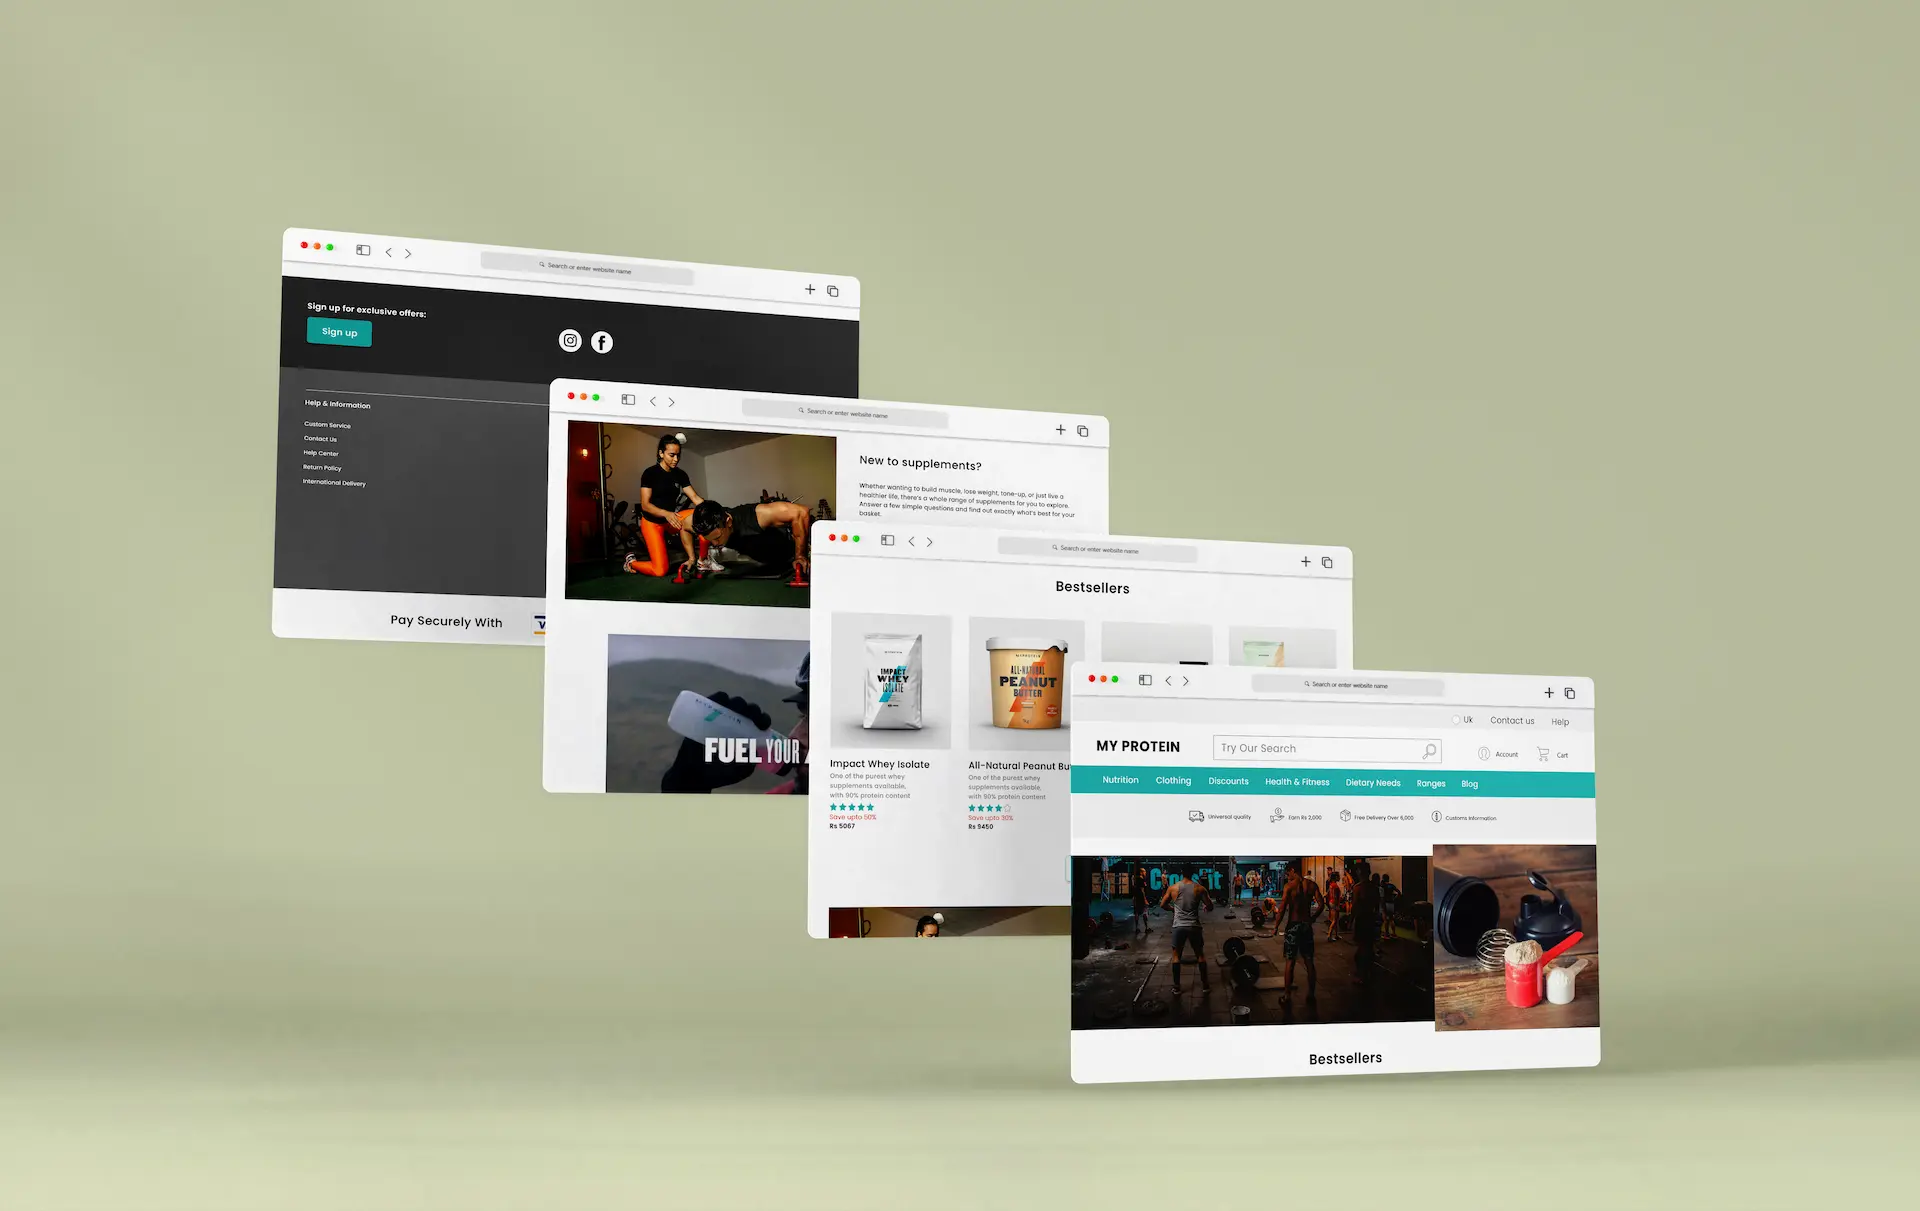 Search or enter website name
Sign up for exclusive offers:
Sign up
Help & Information
Custom Service
Contact Us
Help Center
Return Policy
International Delivery
Pay Securely With
Search or enter website name
New to supplements?
Whether wanting to build muscle, lose weight, tone-up, or just live a
healthier life, there's a whole range of supplements for you to explore.
Answer a few simple questions and find out exactly what's best for your
basket.
MYPROTEIN
FUEL YOUR
Search or enter website name
Bestsellers
MYPROTEIN
IMPACT
WHEY
ISOLATE
MYPROTEIN
ALL-NATURAL
PEANUT
BUTTER
Impact Whey Isolate
One of the purest whey
supplements available,
with 90% protein content
Save upto 50%
Rs 5067
All-Natural Peanut
One of the purest whey
supplements available,
with 90% protein content
Save upto 30%
Rs 9450
Search or enter website name
Uk Contact us Help
MY PROTEIN
Try Our Search
Account
Cart
Nutrition Clothing Discounts Health & Fitness Dietary Needs Ranges Blog
Universal quality
Earn Rs 2,000
Free Delivery Over 6,000
Customs Information
CrossFit
Bestsellers